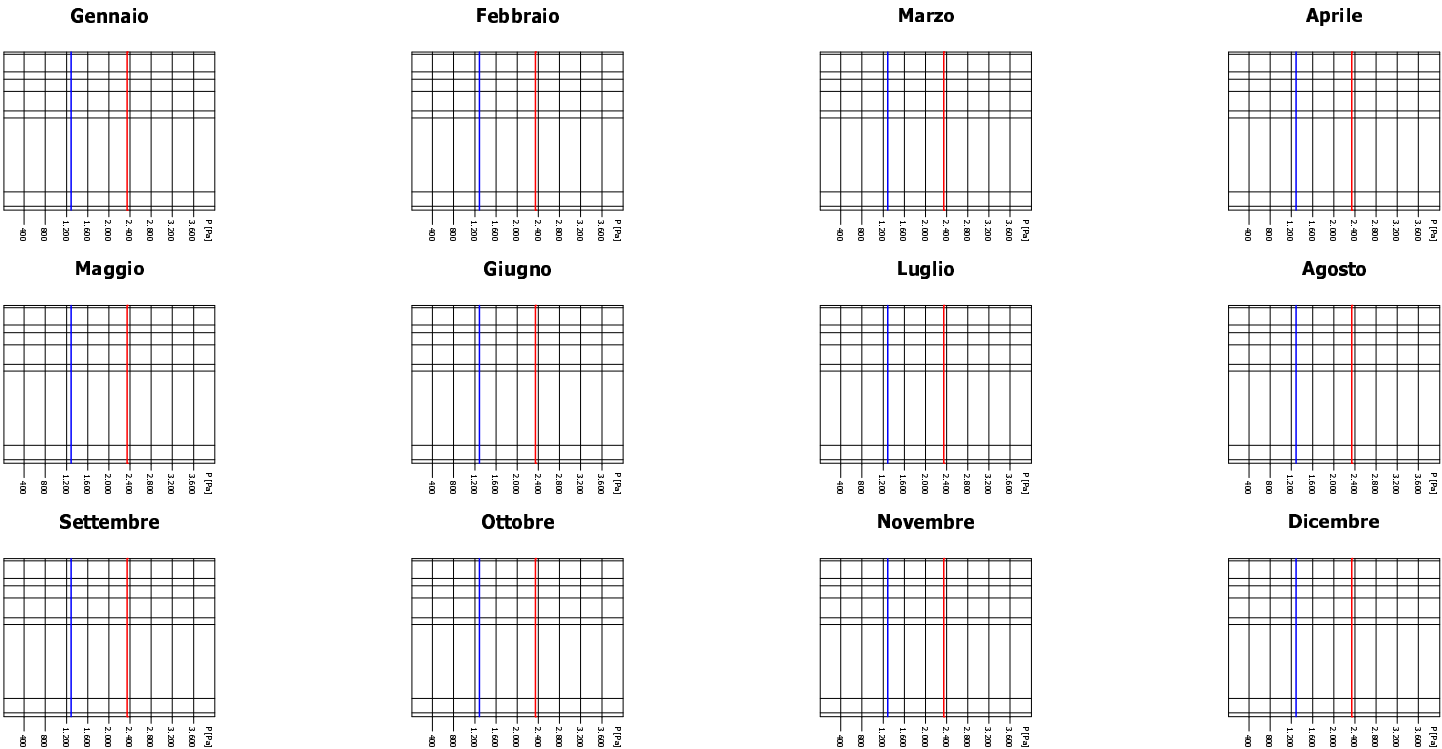 Gennaio Febbraio Marzo Aprile
400 800 1.200 1.600 2.000 2.400 2.800 3.200 3.600 P [Pa] 400 800 1.200 1.600 2.000 2.400 2.800 3.200 3.600 P [Pa] 400 800 1.200 1.600 2.000 2.400 2.800 3.200 3.600 P [Pa] 400 800 1.200 1.600 2.000 2.400 2.800 3.200 3.600 P [Pa]
Maggio Giugno Luglio Agosto
400 800 1.200 1.600 2.000 2.400 2.800 3.200 3.600 P [Pa] 400 800 1.200 1.600 2.000 2.400 2.800 3.200 3.600 P [Pa] 400 800 1.200 1.600 2.000 2.400 2.800 3.200 3.600 P [Pa] 400 800 1.200 1.600 2.000 2.400 2.800 3.200 3.600 P [Pa]
Settembre Ottobre Novembre Dicembre
400 800 1.200 1.600 2.000 2.400 2.800 3.200 3.600 P [Pa] 400 800 1.200 1.600 2.000 2.400 2.800 3.200 3.600 P [Pa] 400 800 1.200 1.600 2.000 2.400 2.800 3.200 3.600 P [Pa] 400 800 1.200 1.600 2.000 2.400 2.800 3.200 3.600 P [Pa]